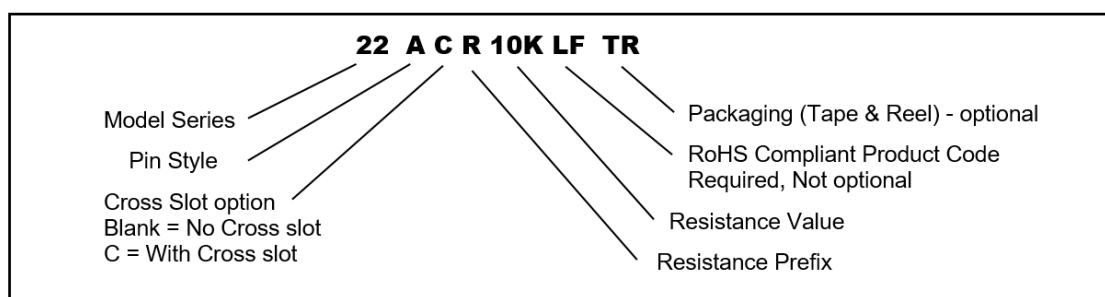 22 A C R 10K LF TR
Model Series
Pin Style
Cross Slot option
Blank = No Cross slot
C = With Cross slot
Packaging (Tape & Reel) - optional
RoHS Compliant Product Code
Required, Not optional
Resistance Value
Resistance Prefix